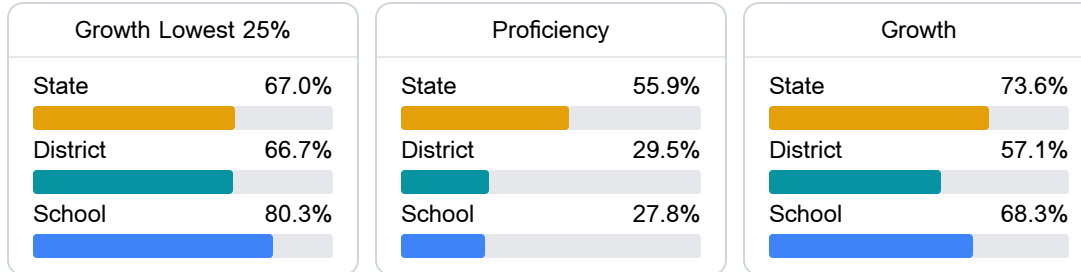 Growth Lowest 25%
State 67.0%
District 66.7%
School 80.3%
Proficiency
State 55.9%
District 29.5%
School 27.8%
Growth
State 73.6%
District 57.1%
School 68.3%